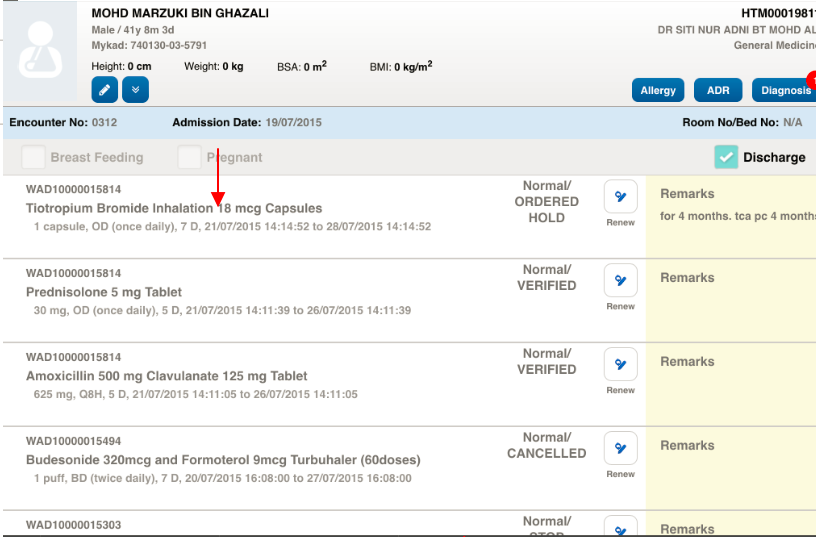 MOHD MARZUKI BIN GHAZALI HTM00019811
Male / 41y 8m 3d DR SITI NUR ADNI BT MOHD AL
Mykad: 740130-03-5791 General Medicine
Height: 0 cm Weight: 0 kg BSA: 0 m² BMI: 0 kg/m²
Allergy ADR Diagnosis
Encounter No: 0312 Admission Date: 19/07/2015 Room No/Bed No: N/A
Breast Feeding Pregnant Discharge
WAD10000015814 Normal/ Remarks
Tiotropium Bromide Inhalation 18 mcg Capsules ORDERED
1 capsule, OD (once daily), 7 D, 21/07/2015 14:14:52 to 28/07/2015 14:14:52 HOLD Renew for 4 months. tca pc 4 months
WAD10000015814 Normal/ Remarks
Prednisolone 5 mg Tablet VERIFIED
30 mg, OD (once daily), 5 D, 21/07/2015 14:11:39 to 26/07/2015 14:11:39 Renew
WAD10000015814 Normal/ Remarks
Amoxicillin 500 mg Clavulanate 125 mg Tablet VERIFIED
625 mg, Q8H, 5 D, 21/07/2015 14:11:05 to 26/07/2015 14:11:05 Renew
WAD10000015494 Normal/ Remarks
Budesonide 320mcg and Formoterol 9mcg Turbuhaler (60doses) CANCELLED
1 puff, BD (twice daily), 7 D, 20/07/2015 16:08:00 to 27/07/2015 16:08:00 Renew
WAD10000015303 Normal/ Remarks
STOP